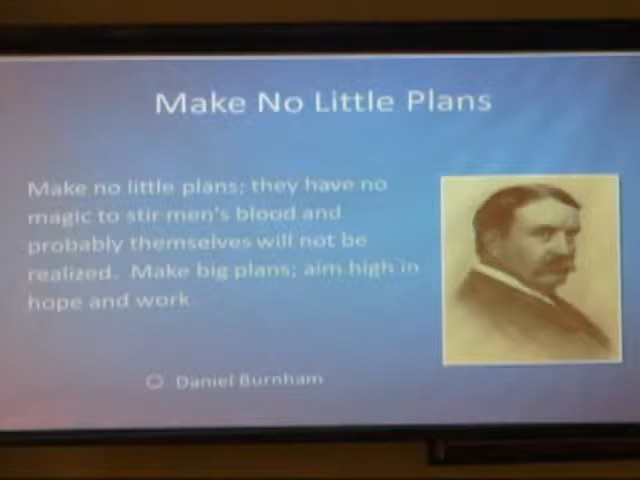 Make No Little Plans
Make no little plans; they have no
magic to stir men's blood and
probably themselves will not be
realized. Make big plans; aim high in
hope and work
Daniel Burnham